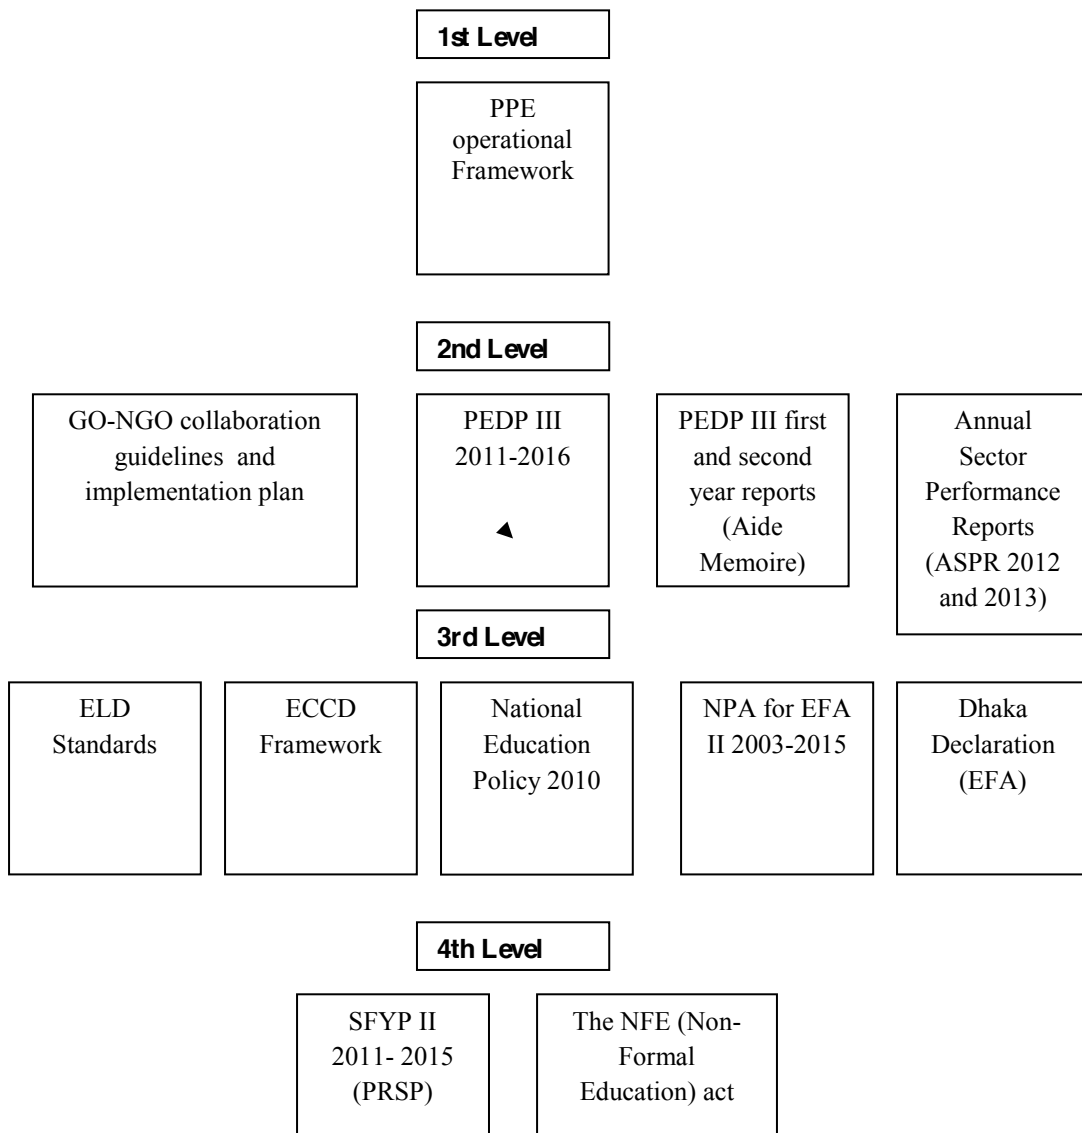 1st Level
PPE
operational
Framework
2nd Level
GO-NGO collaboration
guidelines and
implementation plan
PEDP III
2011-2016
PEDP III first
and second
year reports
(Aide
Memoire)
Annual
Sector
Performance
Reports
(ASPR 2012
and 2013)
3rd Level
ELD
Standards
ECCD
Framework
National
Education
Policy 2010
NPA for EFA
II 2003-2015
Dhaka
Declaration
(EFA)
4th Level
SFYP II
2011- 2015
(PRSP)
The NFE (Non-
Formal
Education) act